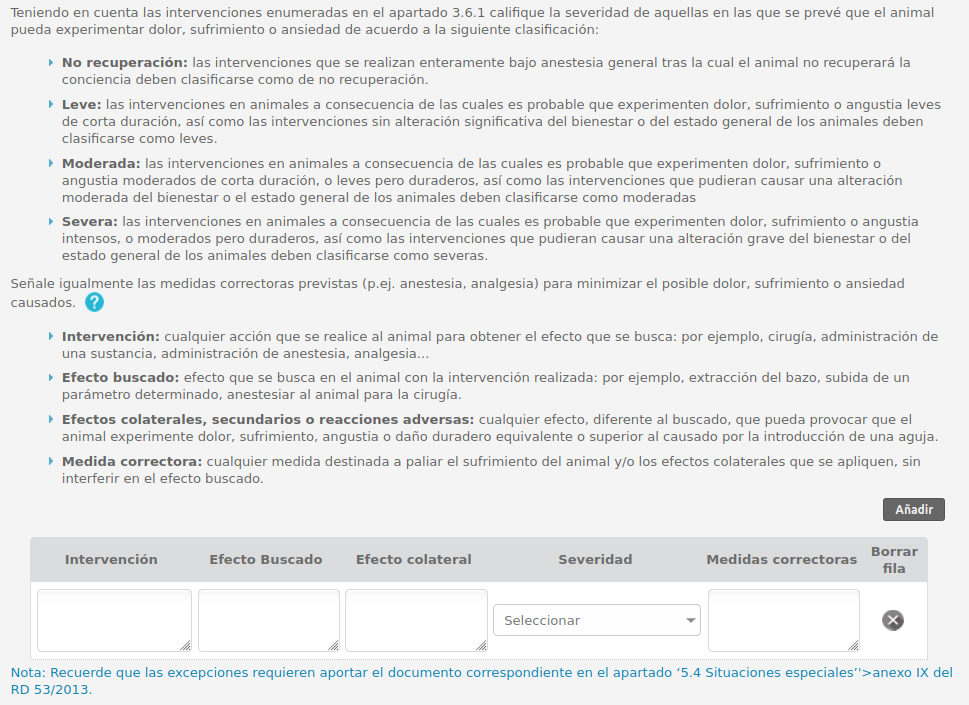 Teniendo en cuenta las intervenciones enumeradas en el apartado 3.6.1 califique la severidad de aquellas en las que se prevé que el animal
pueda experimentar dolor, sufrimiento o ansiedad de acuerdo a la siguiente clasificación:
No recuperación: las intervenciones que se realizan enteramente bajo anestesia general tras la cual el animal no recuperará la
conciencia deben clasificarse como de no recuperación.
Leve: las intervenciones en animales a consecuencia de las cuales es probable que experimenten dolor, sufrimiento o angustia leves
de corta duración, así como las intervenciones sin alteración significativa del bienestar o del estado general de los animales deben
clasificarse como leves.
Moderada: las intervenciones en animales a consecuencia de las cuales es probable que experimenten dolor, sufrimiento o
angustia moderados de corta duración, o leves pero duraderos, así como las intervenciones que pudieran causar una alteración
moderada del bienestar o el estado general de los animales deben clasificarse como moderadas
Severa: las intervenciones en animales a consecuencia de las cuales es probable que experimenten dolor, sufrimiento o angustia
intensos, o moderados pero duraderos, así como las intervenciones que pudieran causar una alteración grave del bienestar o del
estado general de los animales deben clasificarse como severas.
Señale igualmente las medidas correctoras previstas (p.ej. anestesia, analgesia) para minimizar el posible dolor, sufrimiento o ansiedad
causados. ?
Intervención: cualquier acción que se realice al animal para obtener el efecto que se busca: por ejemplo, cirugía, administración de
una sustancia, administración de anestesia, analgesia...
Efecto buscado: efecto que se busca en el animal con la intervención realizada: por ejemplo, extracción del bazo, subida de un
parámetro determinado, anestesiar al animal para la cirugía.
Efectos colaterales, secundarios o reacciones adversas: cualquier efecto, diferente al buscado, que pueda provocar que el
animal experimente dolor, sufrimiento, angustia o daño duradero equivalente o superior al causado por la introducción de una aguja.
Medida correctora: cualquier medida destinada a paliar el sufrimiento del animal y/o los efectos colaterales que se apliquen, sin
interferir en el efecto buscado.
Añadir
Intervención Efecto Buscado Efecto colateral Severidad Medidas correctoras Borrar
fila
Seleccionar
Nota: Recuerde que las excepciones requieren aportar el documento correspondiente en el apartado ‘5.4 Situaciones especiales’'>anexo IX del
RD 53/2013.